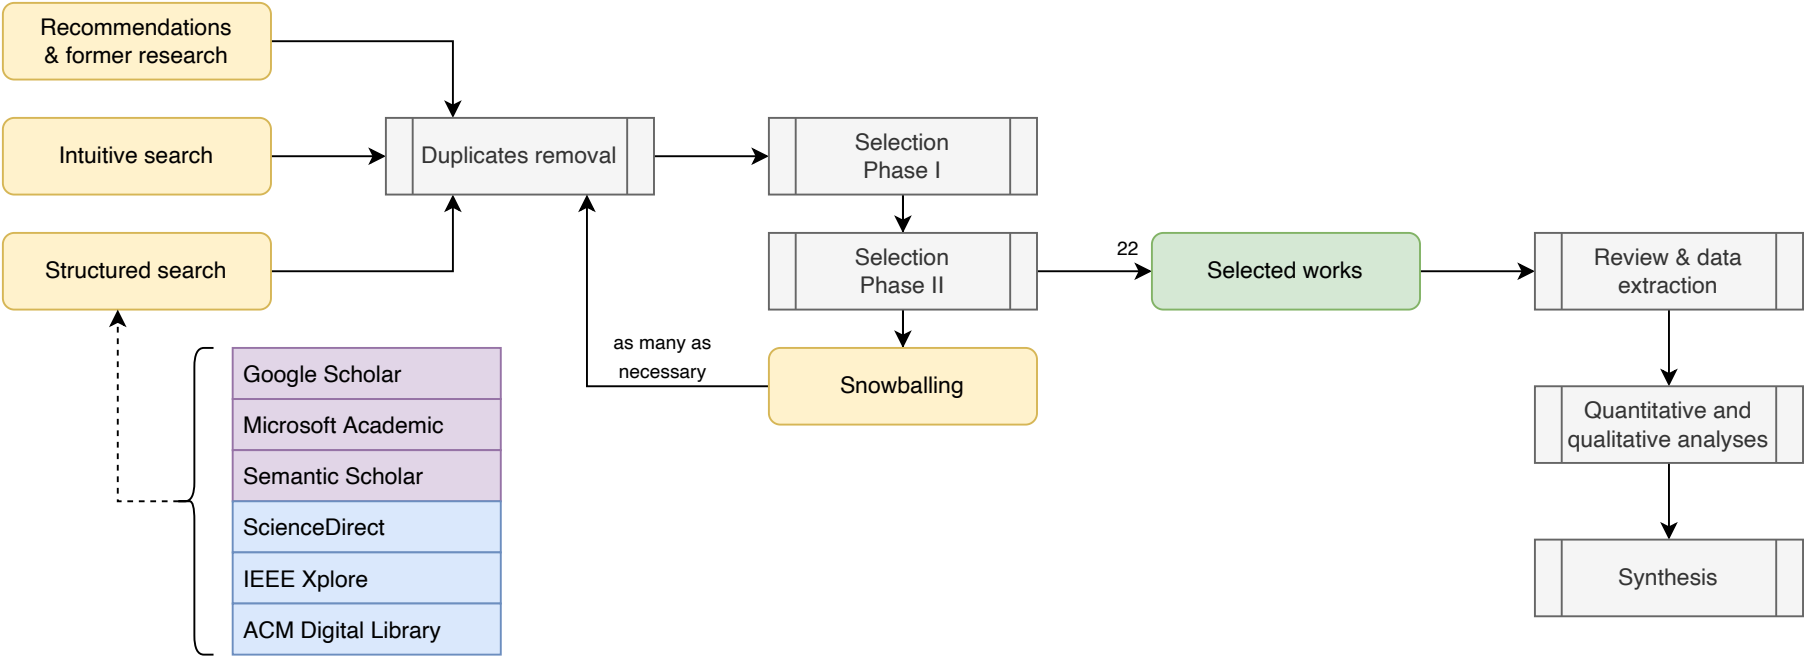 Recommendations
& former research
Intuitive search
Structured search
Duplicates removal
Selection
Phase I
Selection
Phase II
Snowballing
as many as
necessary
22
Selected works
Review & data
extraction
Quantitative and
qualitative analyses
Synthesis
Google Scholar
Microsoft Academic
Semantic Scholar
ScienceDirect
IEEE Xplore
ACM Digital Library